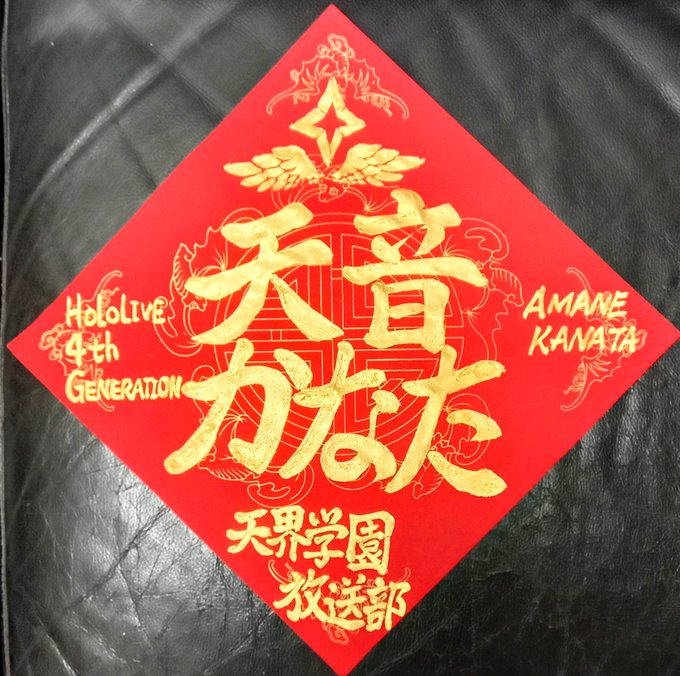 天音
かなた
HoloLive
4th
GENERATION
AMANE
KANATA
天界学園
放送部